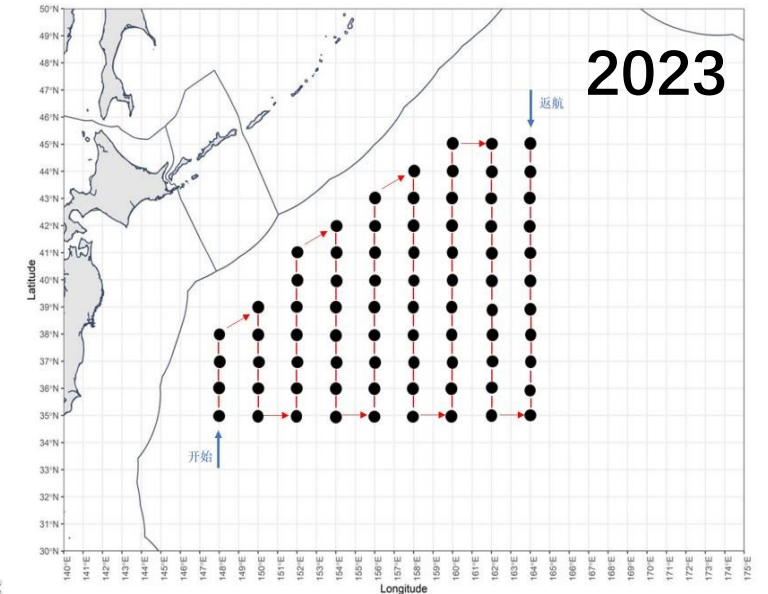 50°N
49°N
48°N
47°N
46°N
45°N
44°N
43°N
42°N
41°N
40°N
39°N
38°N
37°N
36°N
35°N
34°N
33°N
32°N
31°N
30°N
Latitude
2023
返航
开始
140°E
141°E
142°E
143°E
144°E
145°E
146°E
147°E
148°E
149°E
150°E
151°E
152°E
153°E
154°E
155°E
156°E
157°E
158°E
159°E
160°E
161°E
162°E
163°E
164°E
165°E
166°E
167°E
168°E
169°E
170°E
171°E
172°E
173°E
174°E
175°E
Longitude